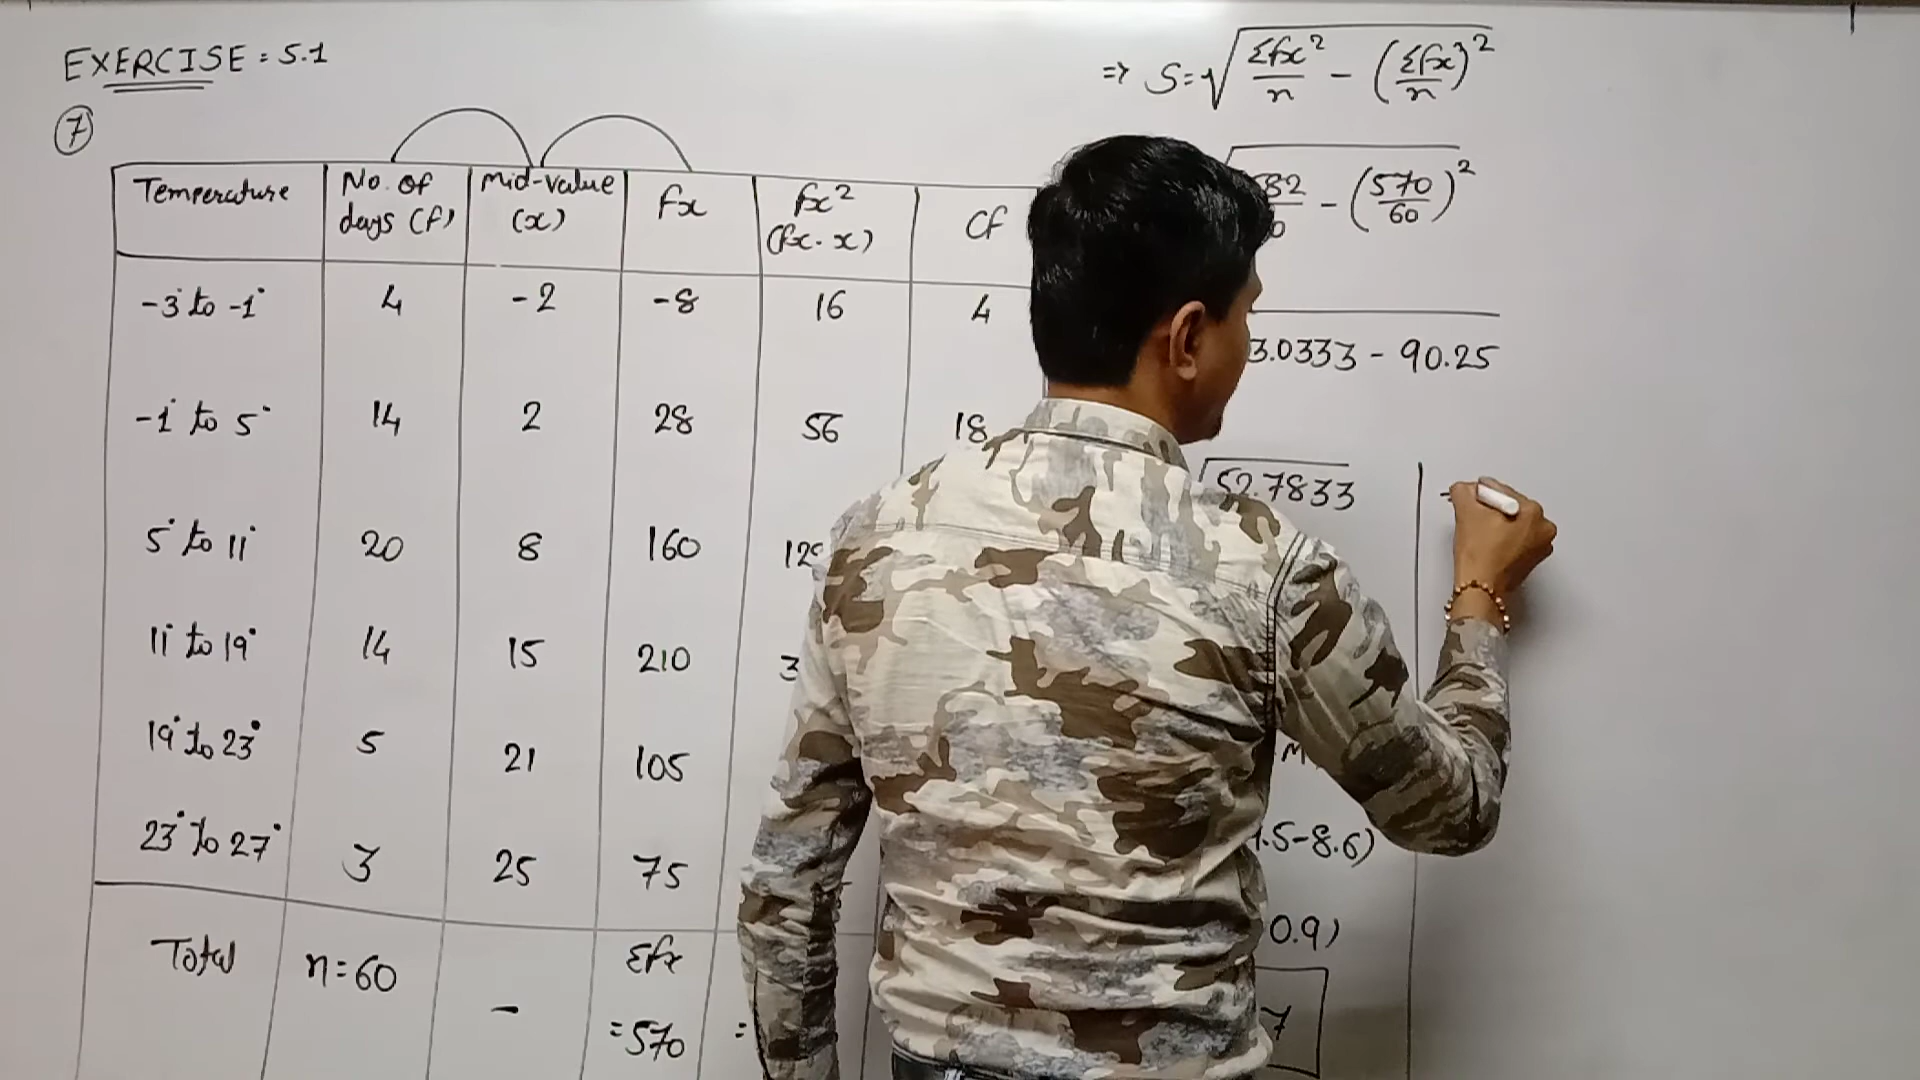 EXERCISE = 5.1
7
Temperature | No. of days (f) | Mid-value (x) | fx | fx² (fx. x) | Cf
-3° to -1° | 4 | -2 | -8 | 16 | 4
-1° to 5° | 14 | 2 | 28 | 56 | 18
5° to 11° | 20 | 8 | 160
11° to 19° | 14 | 15 | 210 | 3
19° to 23° | 5 | 21 | 105
23° to 27° | 3 | 25 | 75
Total | n=60 | - | Σfx =570 | =
=> S=√Σfx²/n - (Σfx/n)²
82 - (570/60)²
3.0333 - 90.25
√52.7833
M
.5-8.6)
0.9)
7